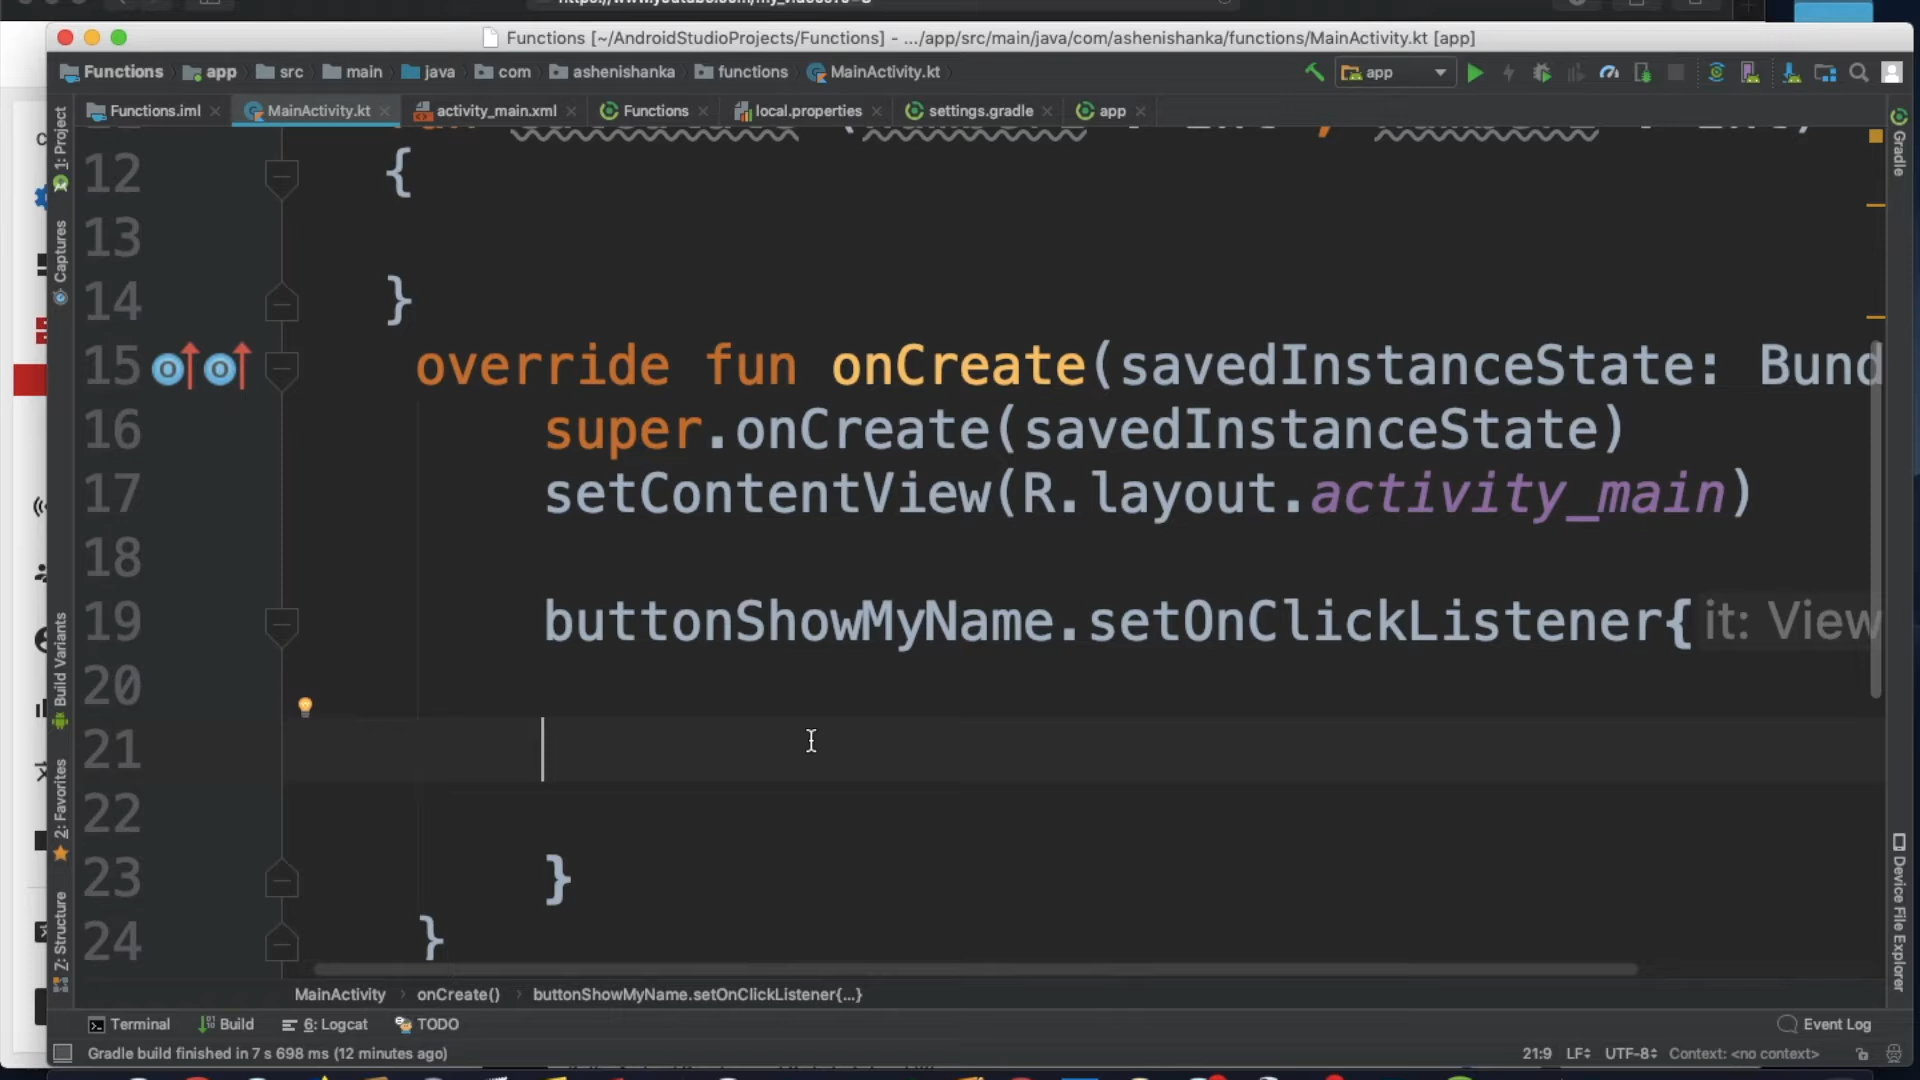 Functions [~/AndroidStudioProjects/Functions] - .../app/src/main/java/com/ashenishanka/functions/MainActivity.kt [app]
Functions app src main java com ashenishanka functions MainActivity.kt app
Functions.iml MainActivity.kt activity_main.xml Functions local.properties settings.gradle app
1: Project
Captures
Build Variants
2: Favorites
Z: Structure
Gradle
Device File Explorer
12 {
13
14 }
15 override fun onCreate(savedInstanceState: Bund
16 super.onCreate(savedInstanceState)
17 setContentView(R.layout.activity_main)
18
19 buttonShowMyName.setOnClickListener{ it: View
20
21
22
23 }
24 }
MainActivity onCreate() buttonShowMyName.setOnClickListener{...}
Terminal Build 6: Logcat TODO Event Log
Gradle build finished in 7 s 698 ms (12 minutes ago) 21:9 LF UTF-8 Context: <no context>